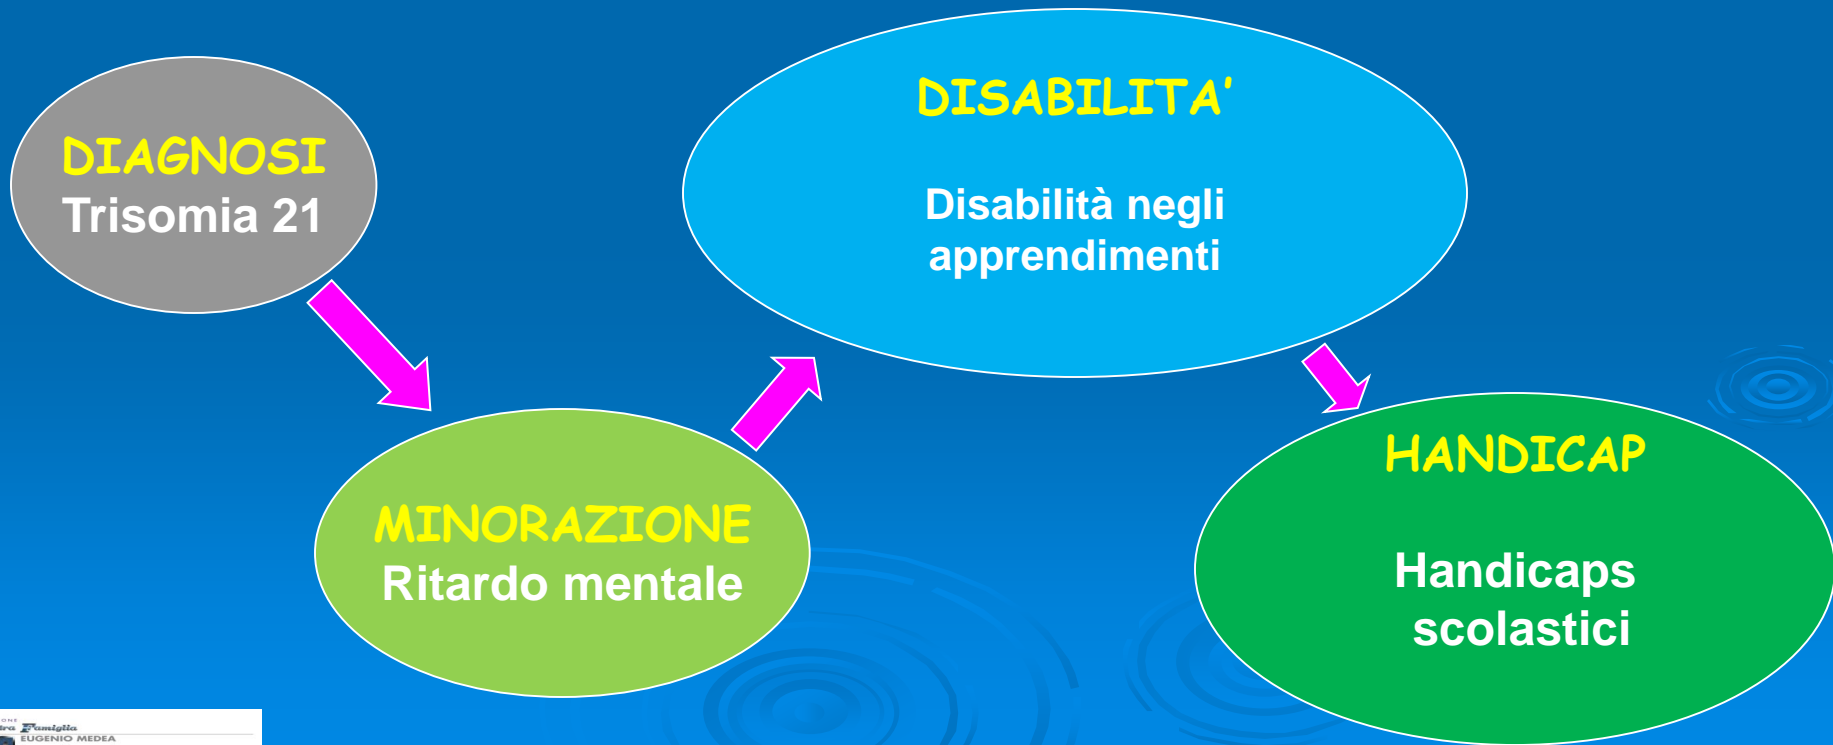 DIAGNOSI
Trisomia 21
MINORAZIONE
Ritardo mentale
DISABILITA'
Disabilità negli
apprendimenti
HANDICAP
Handicaps
scolastici
Famiglia
EUGENIO MEDEA